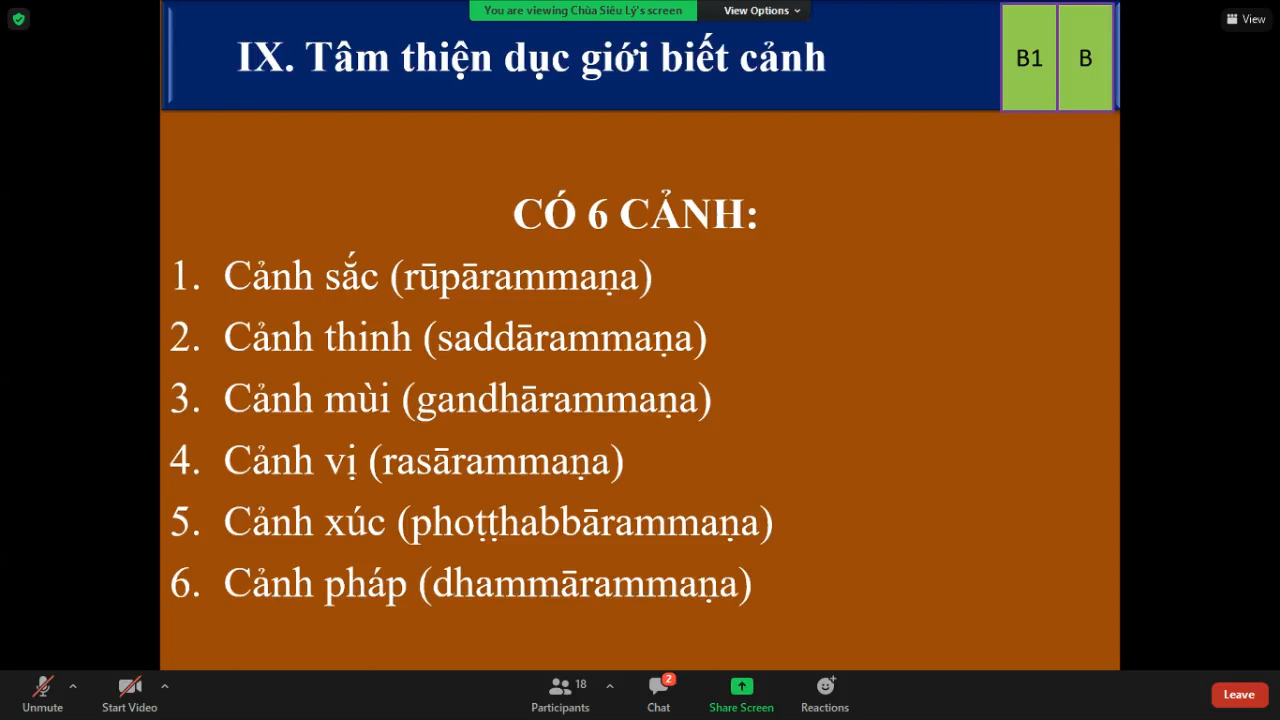 You are viewing Chùa Siêu Lý's screen
View Options
View
IX. Tâm thiện dục giới biết cảnh
B1
B
CÓ 6 CẢNH:
1. Cảnh sắc (rūpārammaṇa)
2. Cảnh thinh (saddārammaṇa)
3. Cảnh mùi (gandhārammaṇa)
4. Cảnh vị (rasārammaṇa)
5. Cảnh xúc (phoṭṭhabbārammaṇa)
6. Cảnh pháp (dhammārammaṇa)
Unmute
Start Video
18
Participants
2
Chat
Share Screen
Reactions
Leave